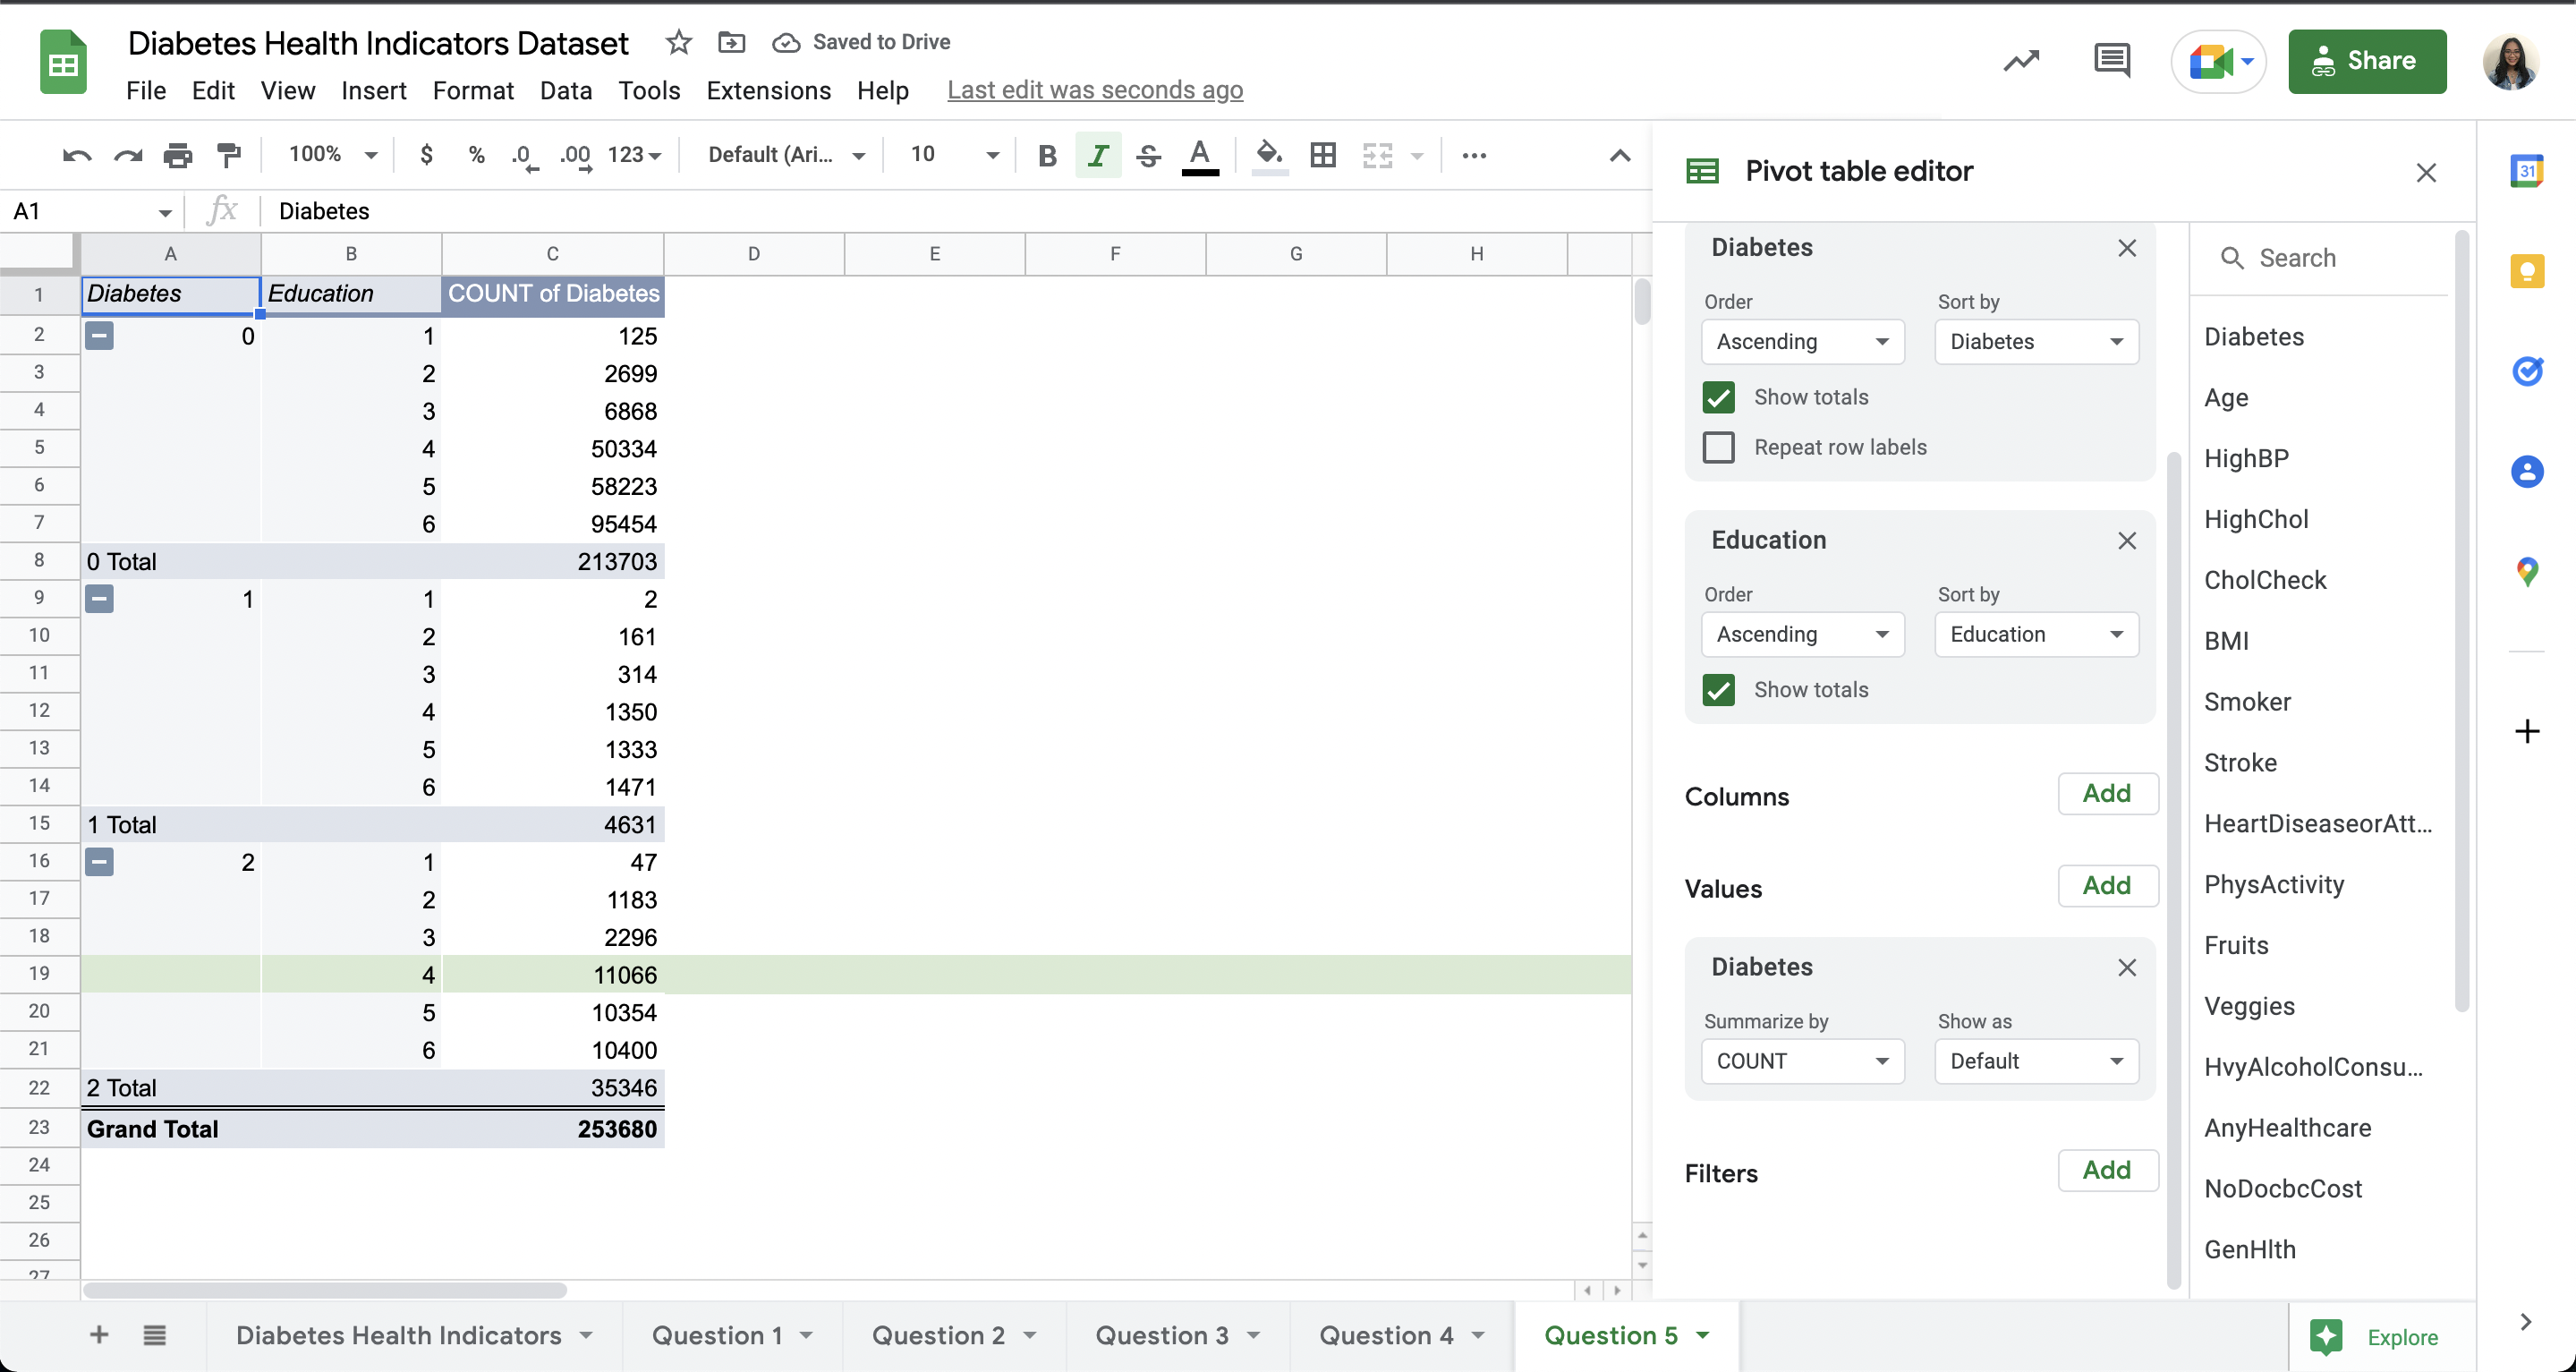 Diabetes Health Indicators Dataset Saved to Drive
File Edit View Insert Format Data Tools Extensions Help Last edit was seconds ago
Share
100% $ % .0 .00 123 Default (Ari... 10 B I S A
A1 fx Diabetes
Pivot table editor
31
A B C D E F G H
1 Diabetes Education COUNT of Diabetes
2 0 1 125
3 2 2699
4 3 6868
5 4 50334
6 5 58223
7 6 95454
8 0 Total 213703
9 1 1 2
10 2 161
11 3 314
12 4 1350
13 5 1333
14 6 1471
15 1 Total 4631
16 2 1 47
17 2 1183
18 3 2296
19 4 11066
20 5 10354
21 6 10400
22 2 Total 35346
23 Grand Total 253680
24
25
26
27
Diabetes
Order Sort by
Ascending Diabetes
Show totals
Repeat row labels
Education
Order Sort by
Ascending Education
Show totals
Columns Add
Values Add
Diabetes
Summarize by Show as
COUNT Default
Filters Add
Search
Diabetes
Age
HighBP
HighChol
CholCheck
BMI
Smoker
Stroke
HeartDiseaseorAtt...
PhysActivity
Fruits
Veggies
HvyAlcoholConsu...
AnyHealthcare
NoDocbcCost
GenHlth
Diabetes Health Indicators Question 1 Question 2 Question 3 Question 4 Question 5 Explore